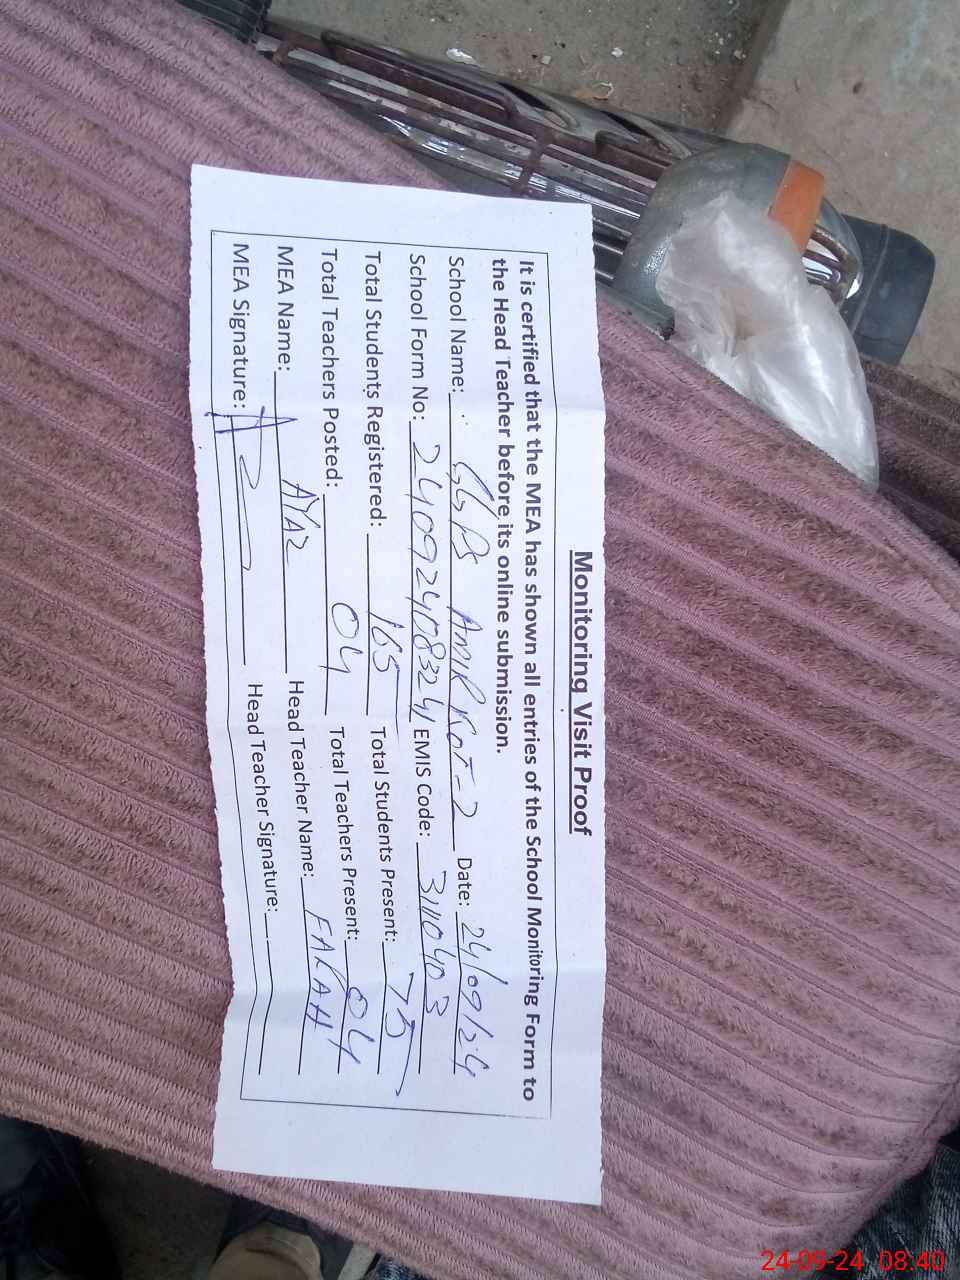 Monitoring Visit Proof
It is certified that the MEA has shown all entries of the School Monitoring Form to
the Head Teacher before its online submission.
School Name: GGPS AMIR KOT-2 Date: 24/09/24
School Form No: 24092408324 EMIS Code: 3110403
Total Students Registered: 165 Total Students Present: 75
Total Teachers Posted: 04 Total Teachers Present: 04
MEA Name: AYAZ Head Teacher Name: FARAH
MEA Signature: Head Teacher Signature:
24-09-24 08:40